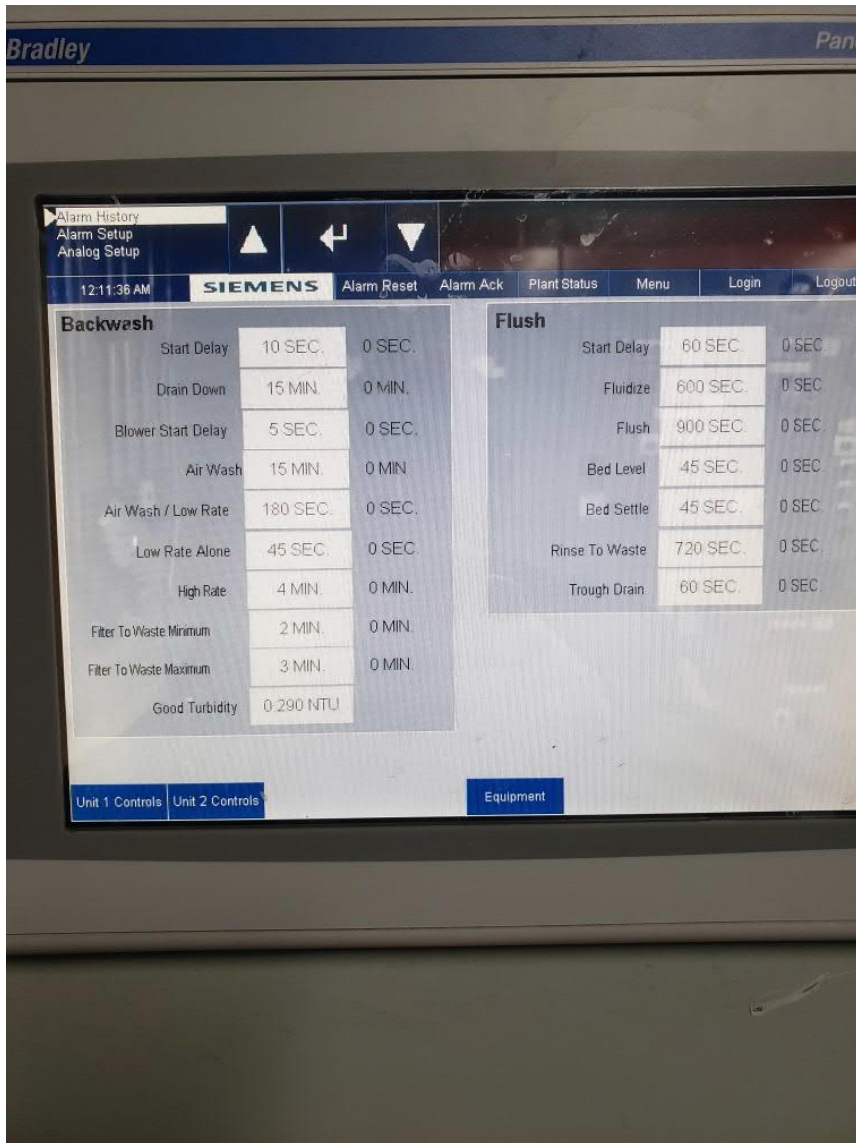 Bradley
Pan
Alarm History
Alarm Setup
Analog Setup
12:11:36 AM SIEMENS Alarm Reset Alarm Ack Plant Status Menu Login Logout
Backwash
Start Delay 10 SEC. 0 SEC.
Drain Down 15 MIN. 0 MIN.
Blower Start Delay 5 SEC. 0 SEC.
Air Wash 15 MIN. 0 MIN
Air Wash / Low Rate 180 SEC. 0 SEC.
Low Rate Alone 45 SEC. 0 SEC
High Rate 4 MIN. 0 MIN.
Filter To Waste Minimum 2 MIN. 0 MIN.
Filter To Waste Maximum 3 MIN. 0 MIN.
Good Turbidity 0.290 NTU
Flush
Start Delay 60 SEC. 0 SEC
Fluidize 600 SEC. 0 SEC
Flush 900 SEC. 0 SEC.
Bed Level 45 SEC. 0 SEC
Bed Settle 45 SEC. 0 SEC
Rinse To Waste 720 SEC. 0 SEC
Trough Drain 60 SEC. 0 SEC
Unit 1 Controls Unit 2 Controls Equipment